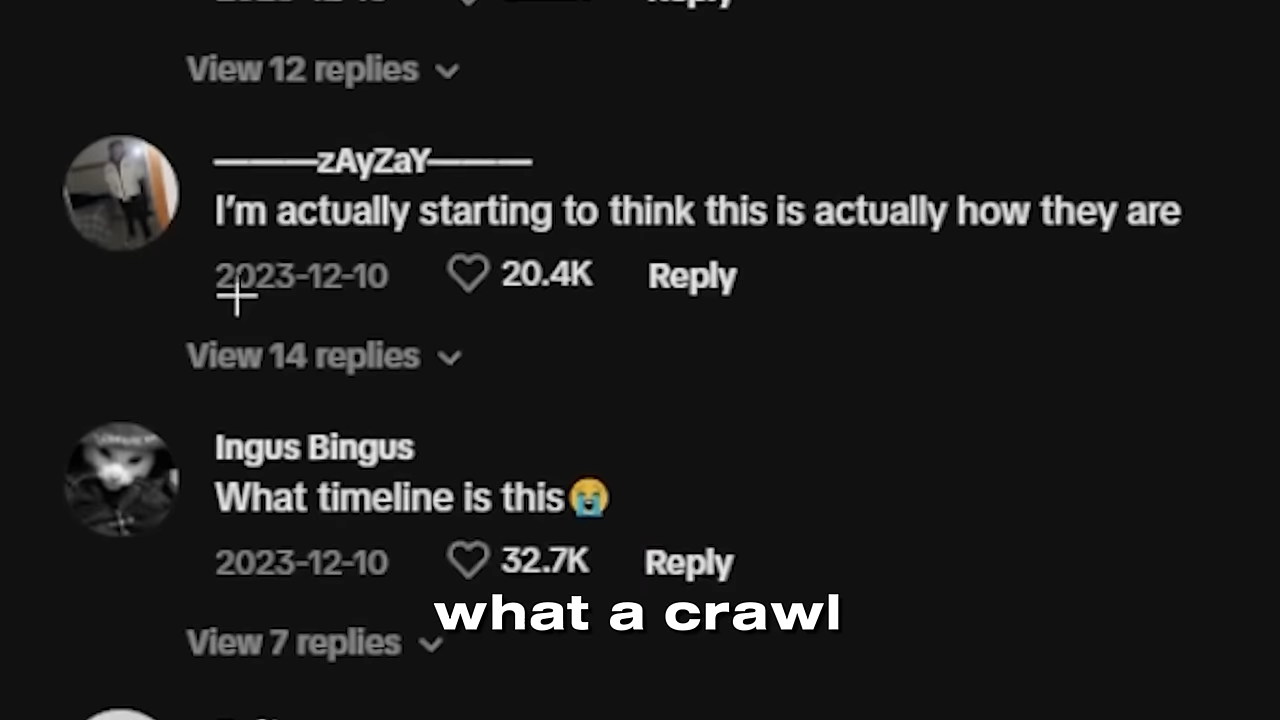 Reply
View 12 replies
———zAyZaY———
I'm actually starting to think this is actually how they are
2023-12-10 20.4K Reply
View 14 replies
Ingus Bingus
What timeline is this😭
2023-12-10 32.7K Reply
what a crawl
View 7 replies